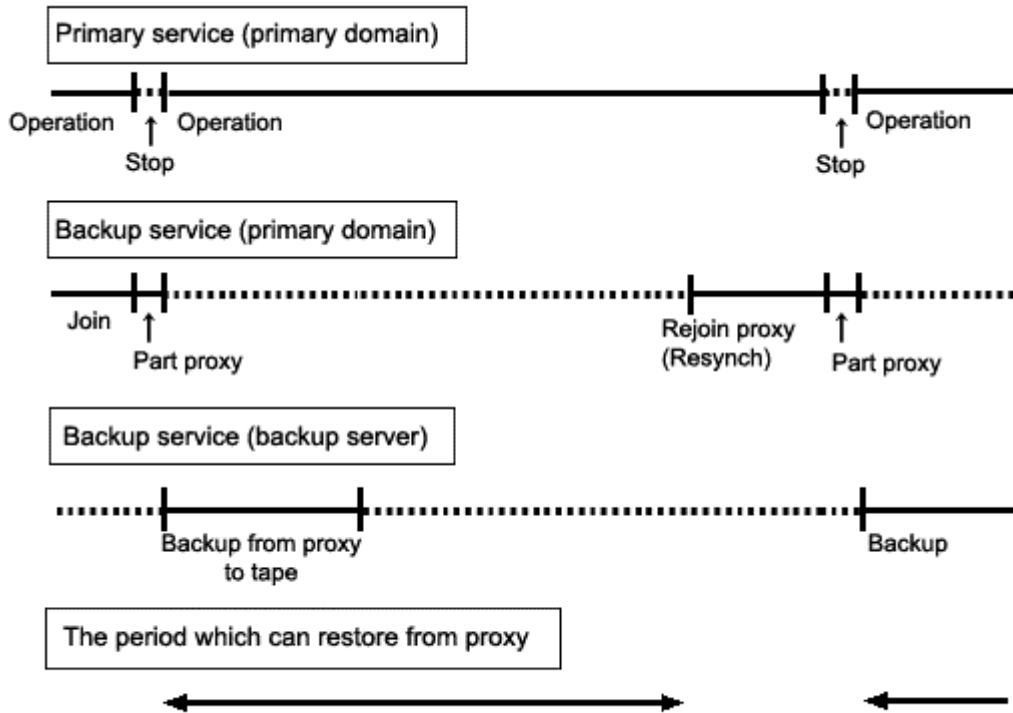 Primary service (primary domain)
Operation
Operation
Operation
Stop
Stop
Backup service (primary domain)
Join
Part proxy
Rejoin proxy
(Resynch)
Part proxy
Backup service (backup server)
Backup from proxy
to tape
Backup
The period which can restore from proxy